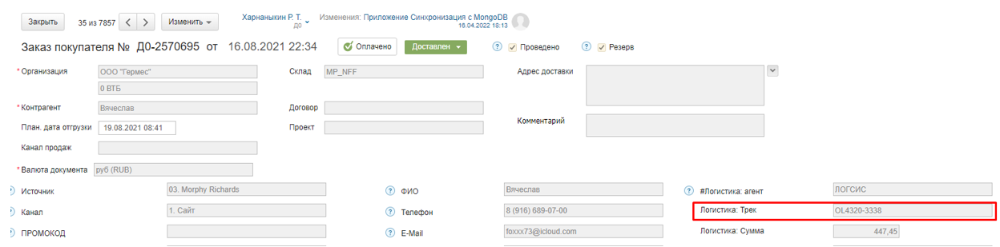 Закрыть 35 из 7857 Изменить Харнаныкин Р. Т. Изменения: Приложение Синхронизация с MongoDB
ДО 16.04.2022 18:13
Заказ покупателя № Д0-2570695 от 16.08.2021 22:34 Оплачено Доставлен ? Проведено ? Резерв
* Организация ООО "Гермес" Склад MP_NFF Адрес доставки
0 ВТБ
* Контрагент Вячеслав Договор
Комментарий
План. дата отгрузки 19.08.2021 08:41 Проект
Канал продаж
* Валюта документа руб (RUB)
? Источник 03. Morphy Richards ? ФИО Вячеслав ? #Логистика: агент ЛОГСИС
? Канал 1. Сайт ? Телефон 8 (916) 689-07-00 Логистика: Трек OL4320-3338
? ПРОМОКОД ? E-Mail foxxx73@icloud.com Логистика: Сумма 447,45